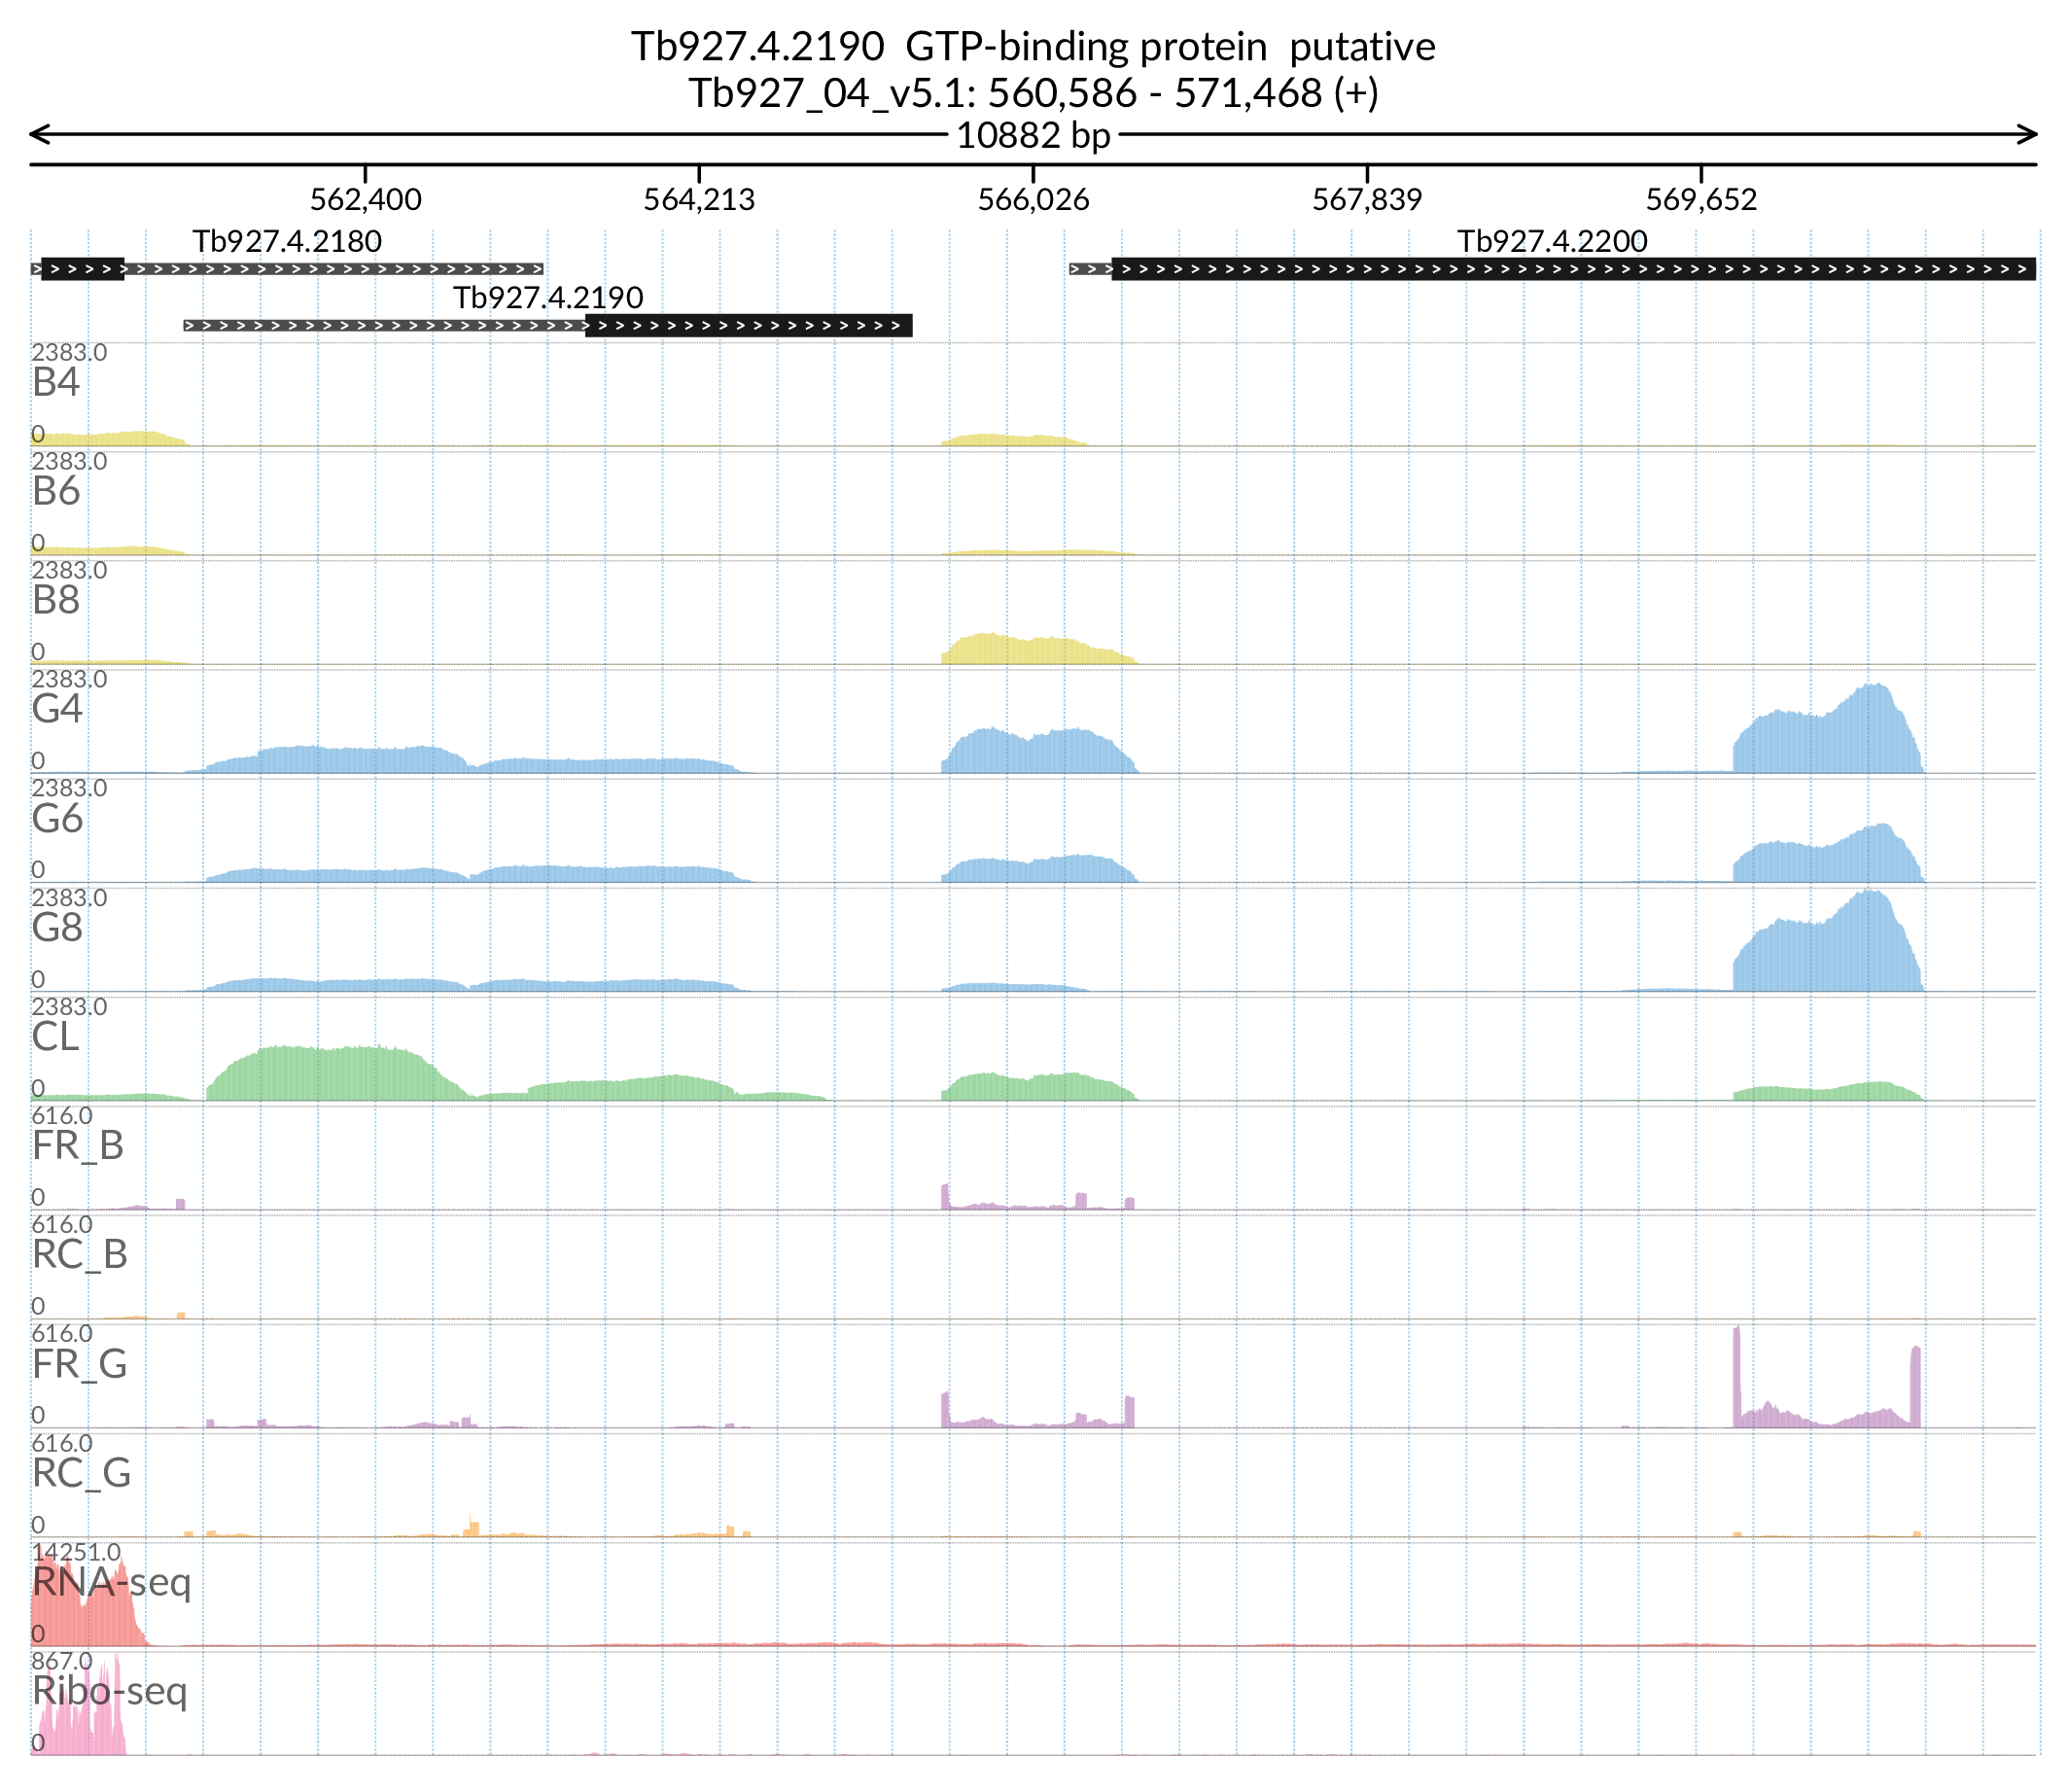 Tb927.4.2190  GTP-binding protein  putative
Tb927_04_v5.1: 560,586 - 571,468 (+)
10882 bp
562,400 564,213 566,026 567,839 569,652
Tb927.4.2180 Tb927.4.2200
Tb927.4.2190
2383.0
B4
0
2383.0
B6
0
2383.0
B8
0
2383.0
G4
0
2383.0
G6
0
2383.0
G8
0
2383.0
CL
0
616.0
FR_B
0
616.0
RC_B
0
616.0
FR_G
0
616.0
RC_G
0
14251.0
RNA-seq
0
867.0
Ribo-seq
0